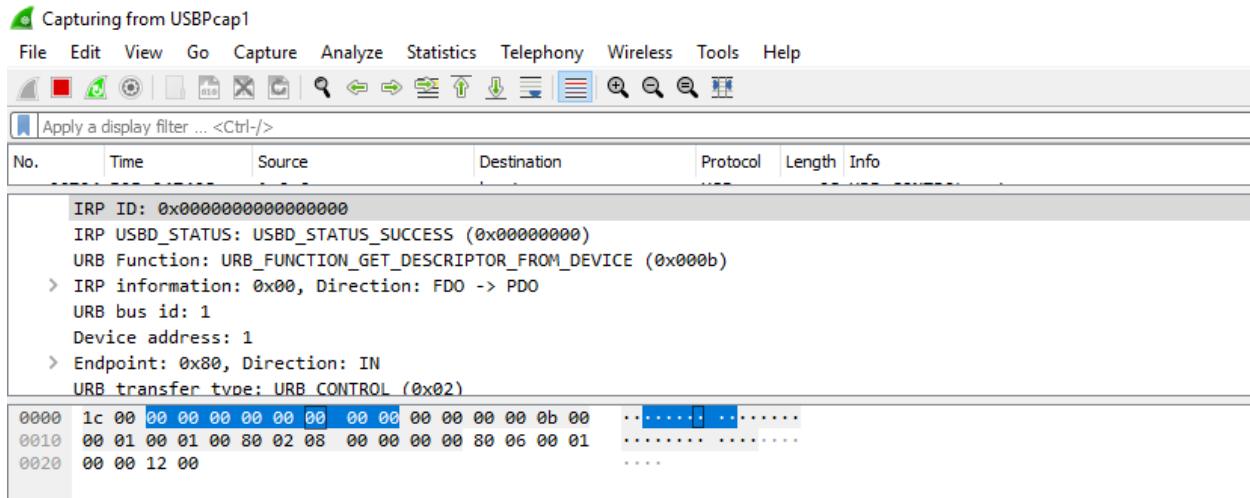 Capturing from USBPcap1
File Edit View Go Capture Analyze Statistics Telephony Wireless Tools Help
Apply a display filter ... <Ctrl-/>
No. Time Source Destination Protocol Length Info
IRP ID: 0x0000000000000000
IRP USBD_STATUS: USBD_STATUS_SUCCESS (0x00000000)
URB Function: URB_FUNCTION_GET_DESCRIPTOR_FROM_DEVICE (0x000b)
> IRP information: 0x00, Direction: FDO -> PDO
URB bus id: 1
Device address: 1
> Endpoint: 0x80, Direction: IN
URB transfer type: URB_CONTROL (0x02)
0000 1c 00 00 00 00 00 00 00 00 00 00 00 00 00 0b 00 ········ ········
0010 00 01 00 01 00 80 02 08 00 00 00 00 80 06 00 01 ········ ········
0020 00 00 12 00 ····